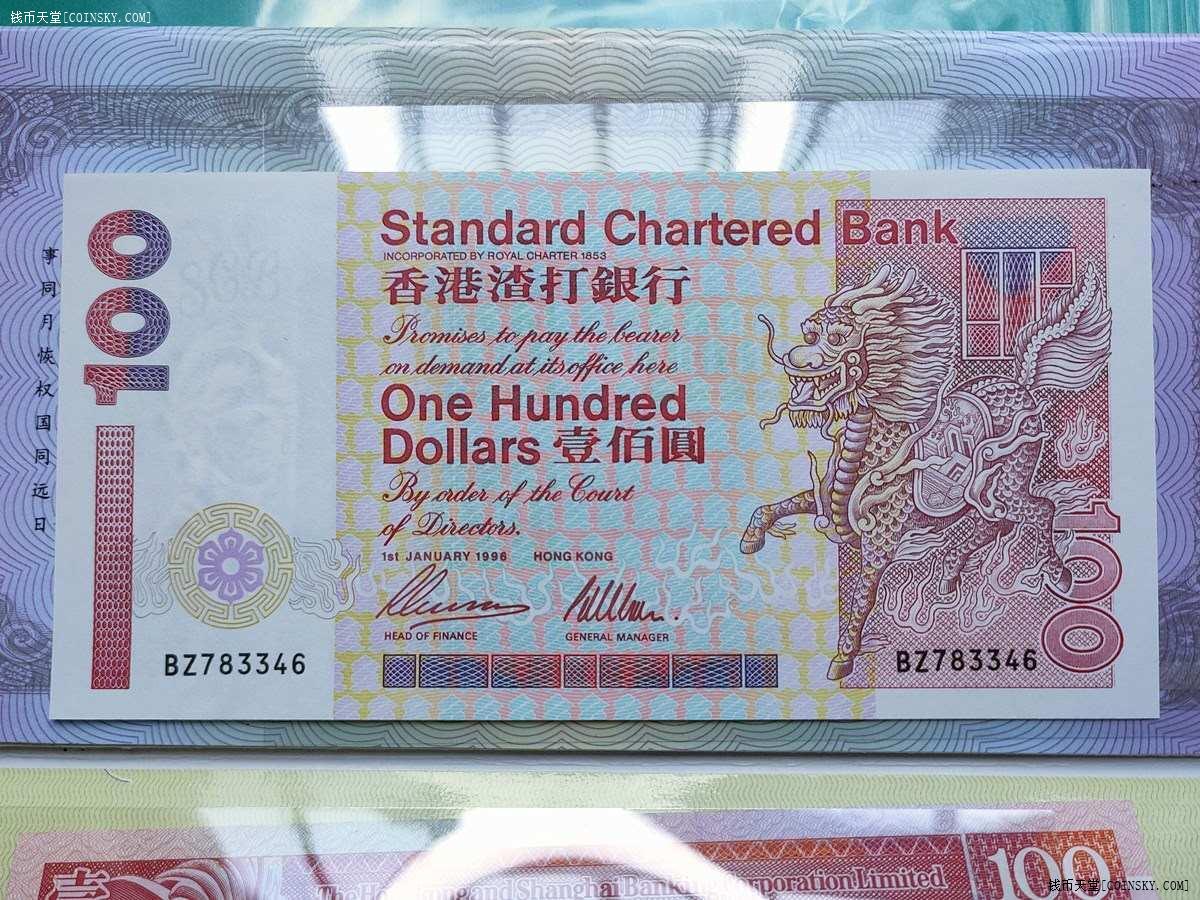 钱币天堂[COINSKY.COM]
事同月恢权国同远日
100
Standard Chartered Bank
INCORPORATED BY ROYAL CHARTER 1853
香港渣打銀行
Promises to pay the bearer
on demand at its office here
One Hundred
Dollars 壹佰圓
By order of the Court
of Directors.
1st JANUARY 1996 HONG KONG
HEAD OF FINANCE GENERAL MANAGER
BZ783346
BZ783346
100
The Hongkong and Shanghai Banking Corporation Limited
100
钱币天堂[COINSKY.COM]